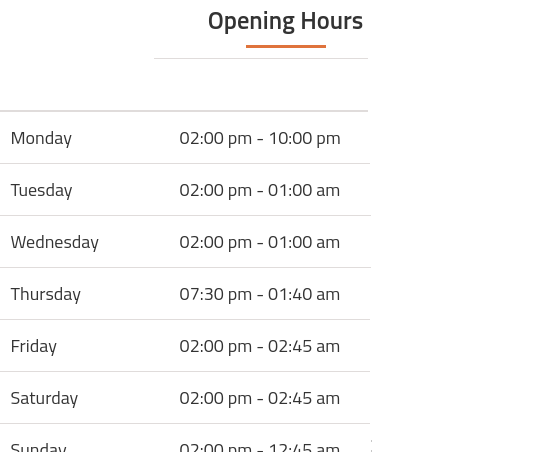 Opening Hours
Monday 02:00 pm - 10:00 pm
Tuesday 02:00 pm - 01:00 am
Wednesday 02:00 pm - 01:00 am
Thursday 07:30 pm - 01:40 am
Friday 02:00 pm - 02:45 am
Saturday 02:00 pm - 02:45 am
Sunday 02:00 pm - 12:45 am